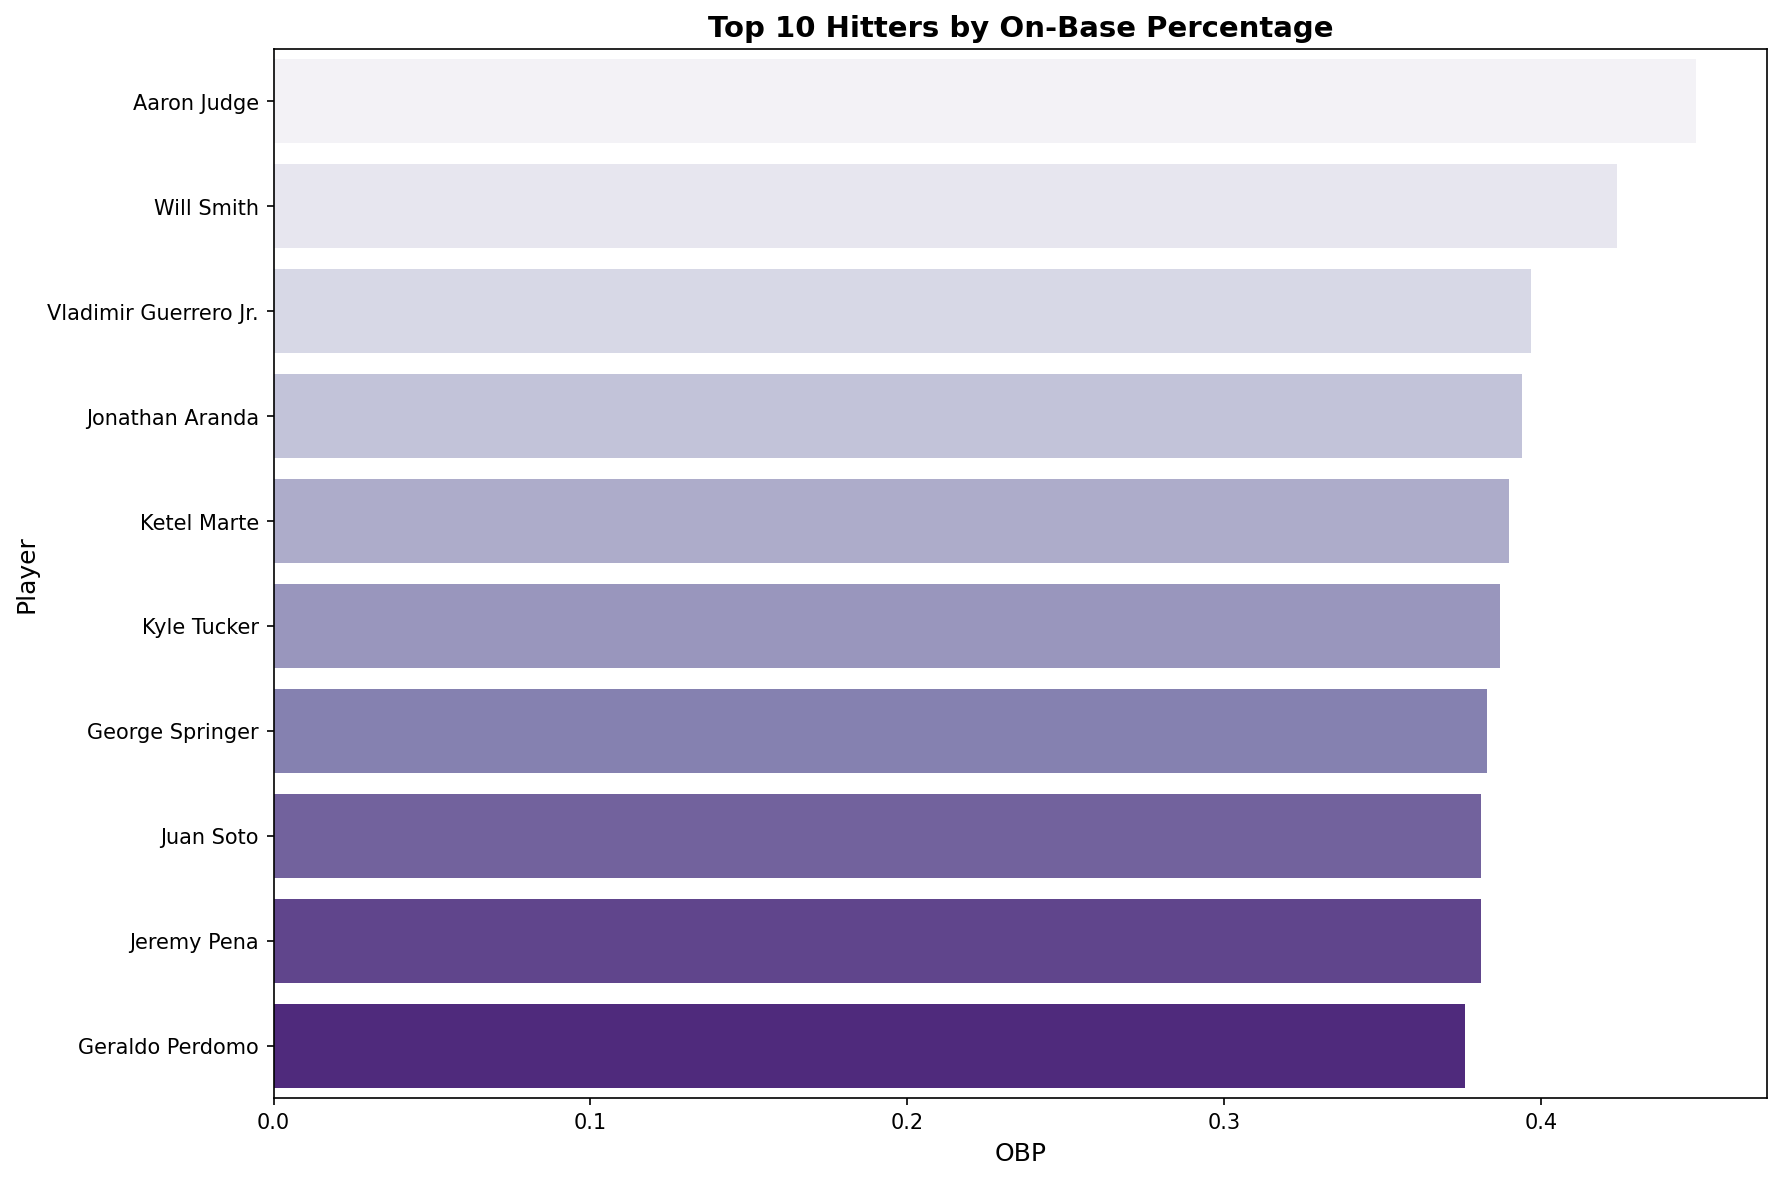 Top 10 Hitters by On-Base Percentage
Aaron Judge
Will Smith
Vladimir Guerrero Jr.
Jonathan Aranda
Ketel Marte
Kyle Tucker
George Springer
Juan Soto
Jeremy Pena
Geraldo Perdomo
Player
0.0 0.1 0.2 0.3 0.4
OBP